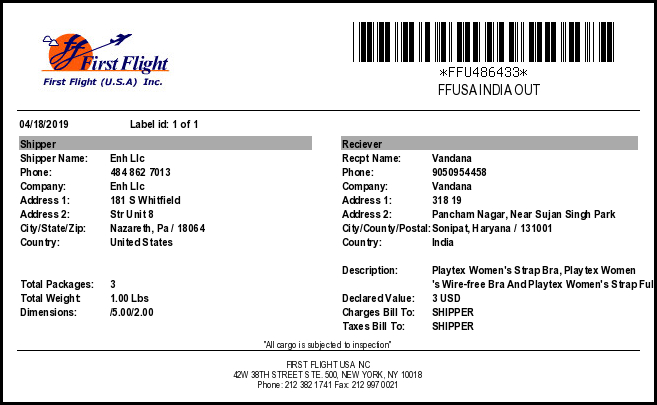 First Flight
First Flight (U.S.A) Inc.
*FFU486433*
FFUSA INDIA OUT
04/18/2019 Label id: 1 of 1
Shipper
Shipper Name: Enh Llc
Phone: 484 862 7013
Company: Enh Llc
Address 1: 181 S Whitfield
Address 2: Str Unit 8
City/State/Zip: Nazareth, Pa / 18064
Country: United States
Total Packages: 3
Total Weight: 1.00 Lbs
Dimensions: /5.00/2.00
Reciever
Recpt Name: Vandana
Phone: 9050954458
Company: Vandana
Address 1: 318 19
Address 2: Pancham Nagar, Near Sujan Singh Park
City/County/Postal: Sonipat, Haryana / 131001
Country: India
Description: Playtex Women's Strap Bra, Playtex Women
's Wire-free Bra And Playtex Women's Strap Ful
Declared Value: 3 USD
Charges Bill To: SHIPPER
Taxes Bill To: SHIPPER
"All cargo is subjected to inspection"
FIRST FLIGHT USA INC
42W 38TH STREET STE. 500, NEW YORK, NY 10018
Phone: 212 382 1741 Fax: 212 997 0021